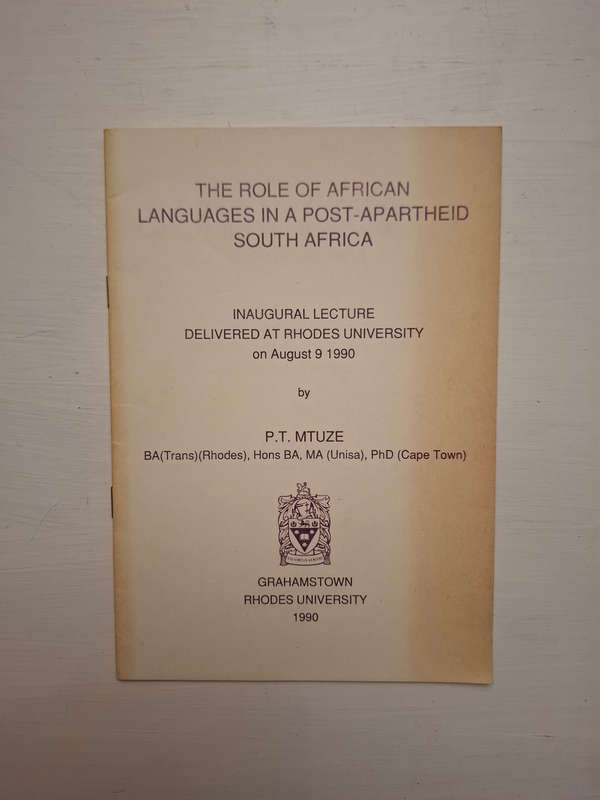 THE ROLE OF AFRICAN
LANGUAGES IN A POST-APARTHEID
SOUTH AFRICA
INAUGURAL LECTURE
DELIVERED AT RHODES UNIVERSITY
on August 9 1990
by
P.T. MTUZE
BA(Trans)(Rhodes), Hons BA, MA (Unisa), PhD (Cape Town)
GRAHAMSTOWN
RHODES UNIVERSITY
1990